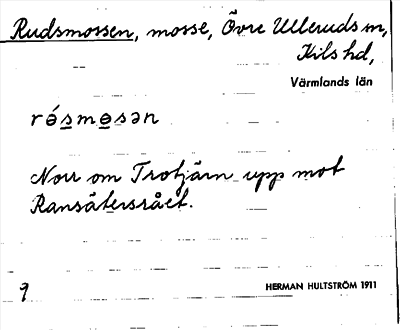 Rudsmossen, mosse, Övre Ulleruds sn,
Kils hd,
Värmlands län
résmosən
Norr om Trotjärn upp mot
Ransätersrået.
9
HERMAN HULTSTRÖM 1911